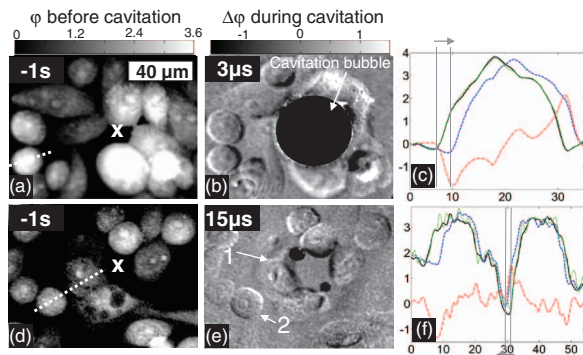 φ before cavitation
Δφ during cavitation
0 1.2 2.4 3.6
-1 0 1
-1s
40 µm
X
(a)
3µs
Cavitation bubble
(b)
4
3
2
1
0
-1
0 10 20 30
(c)
-1s
X
(d)
15µs
1
2
(e)
3
2
1
0
-1
0 10 20 30 40 50
(f)